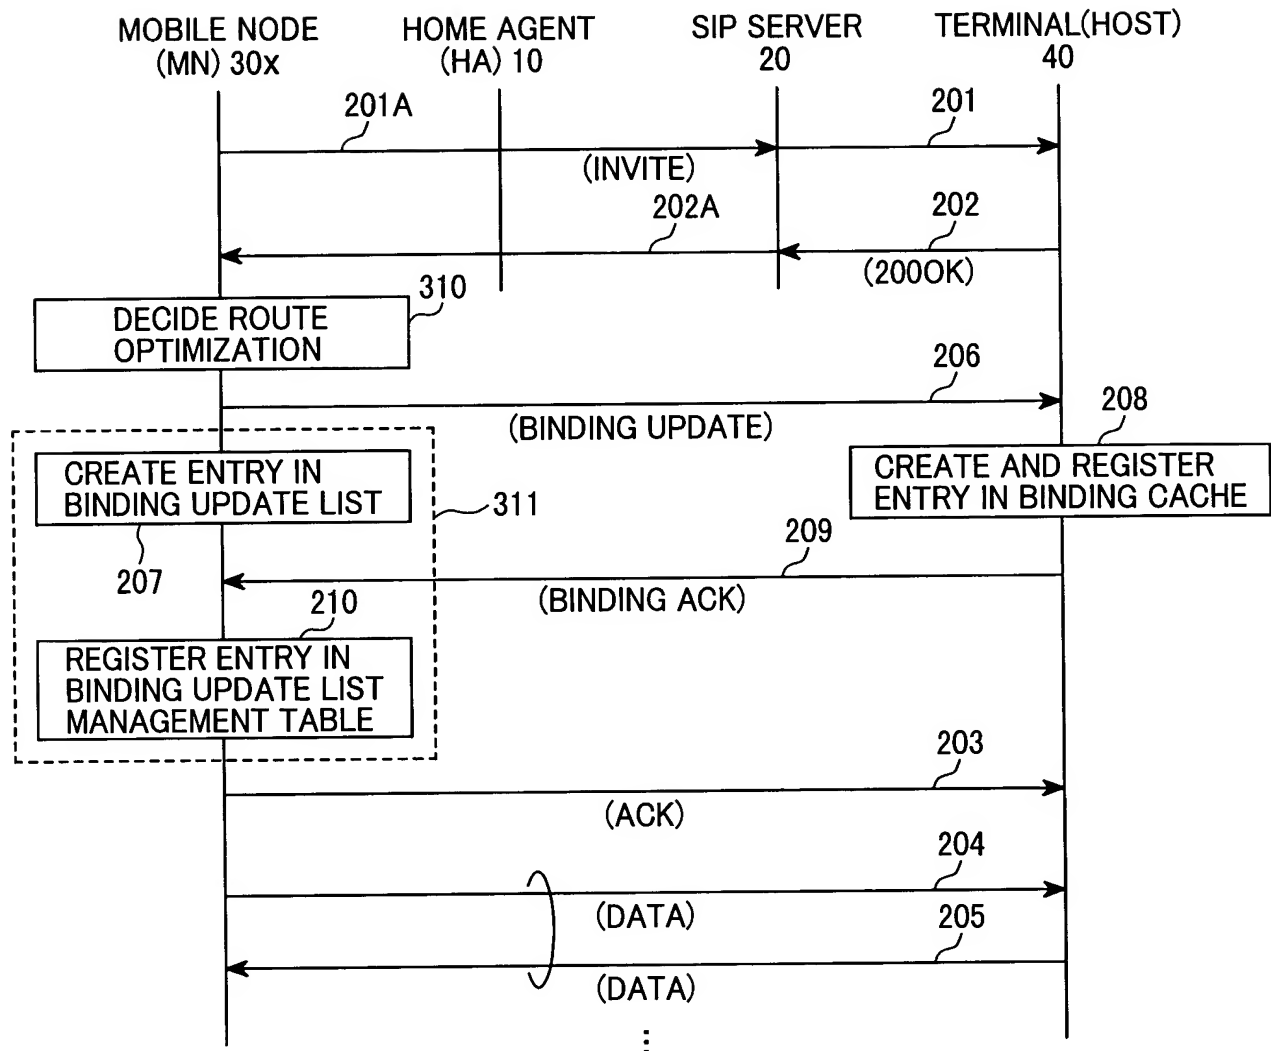 MOBILE NODE
(MN) 30x
HOME AGENT
(HA) 10
SIP SERVER
20
TERMINAL(HOST)
40
201A
201
(INVITE)
202A
202
(200OK)
310
DECIDE ROUTE
OPTIMIZATION
206
(BINDING UPDATE)
208
CREATE ENTRY IN
BINDING UPDATE LIST
CREATE AND REGISTER
ENTRY IN BINDING CACHE
311
207
209
(BINDING ACK)
210
REGISTER ENTRY IN
BINDING UPDATE LIST
MANAGEMENT TABLE
203
(ACK)
204
(DATA)
205
(DATA)